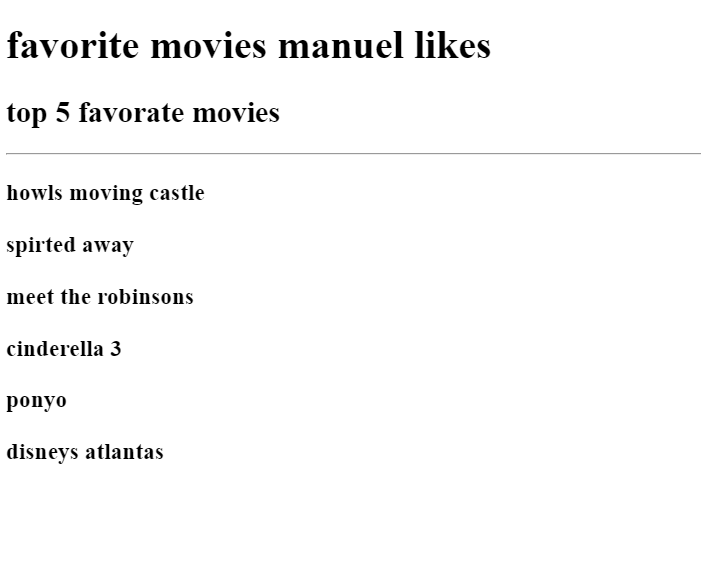 favorite movies manuel likes
top 5 favorate movies
howls moving castle
spirted away
meet the robinsons
cinderella 3
ponyo
disneys atlantas